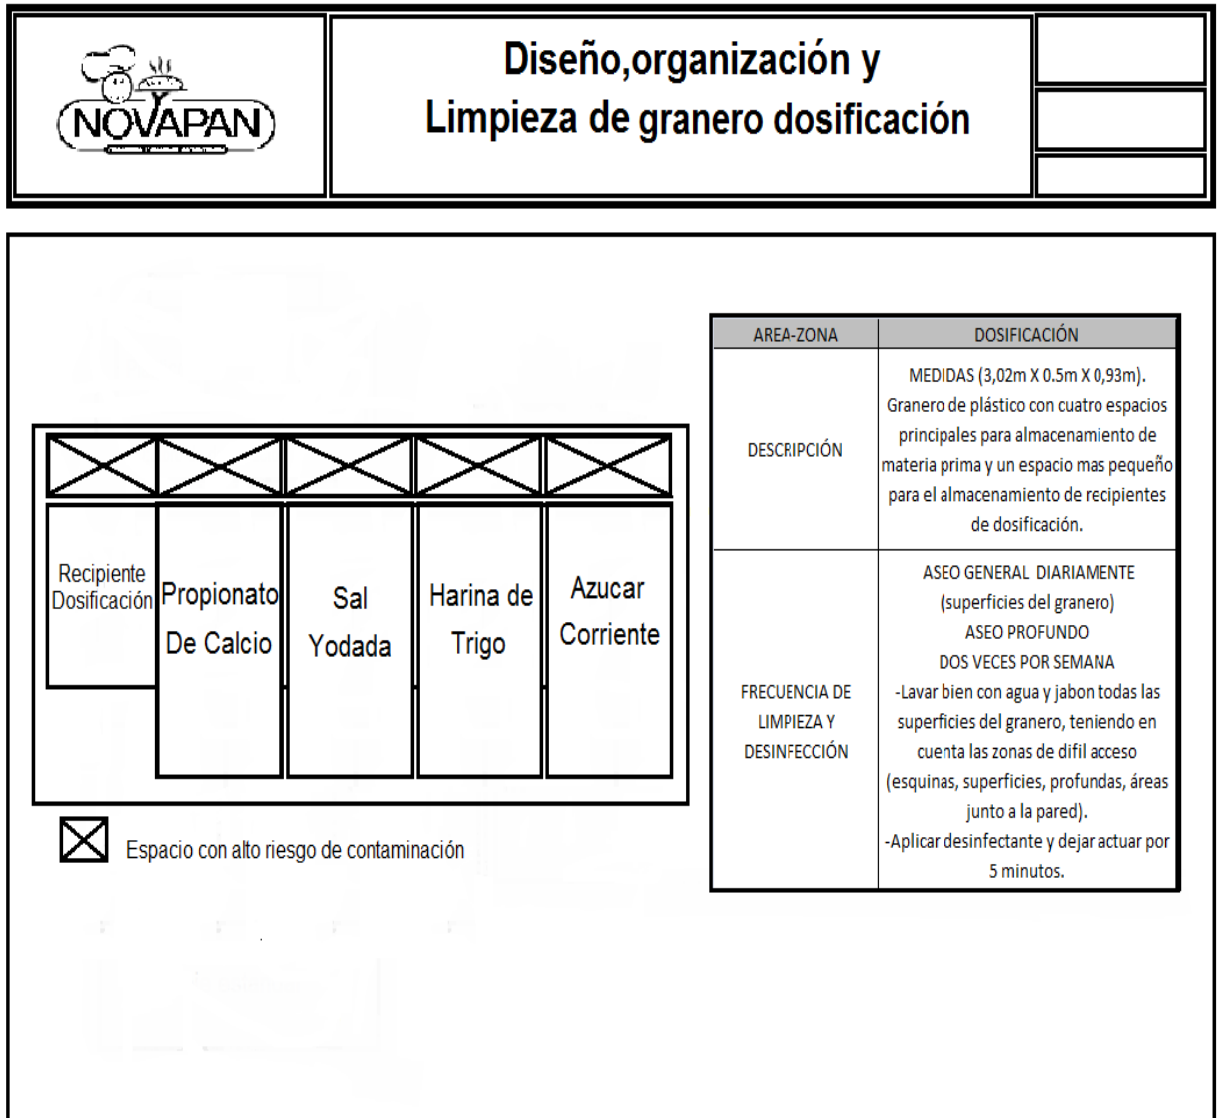 NOVAPAN
Diseño,organización y
Limpieza de granero dosificación
Recipiente
Dosificación
Propionato
De Calcio
Sal
Yodada
Harina de
Trigo
Azucar
Corriente
Espacio con alto riesgo de contaminación
AREA-ZONA
DOSIFICACIÓN
DESCRIPCIÓN
MEDIDAS (3,02m X 0.5m X 0,93m).
Granero de plástico con cuatro espacios
principales para almacenamiento de
materia prima y un espacio mas pequeño
para el almacenamiento de recipientes
de dosificación.
FRECUENCIA DE
LIMPIEZA Y
DESINFECCIÓN
ASEO GENERAL DIARIAMENTE
(superficies del granero)
ASEO PROFUNDO
DOS VECES POR SEMANA
-Lavar bien con agua y jabon todas las
superficies del granero, teniendo en
cuenta las zonas de difil acceso
(esquinas, superficies, profundas, áreas
junto a la pared).
-Aplicar desinfectante y dejar actuar por
5 minutos.